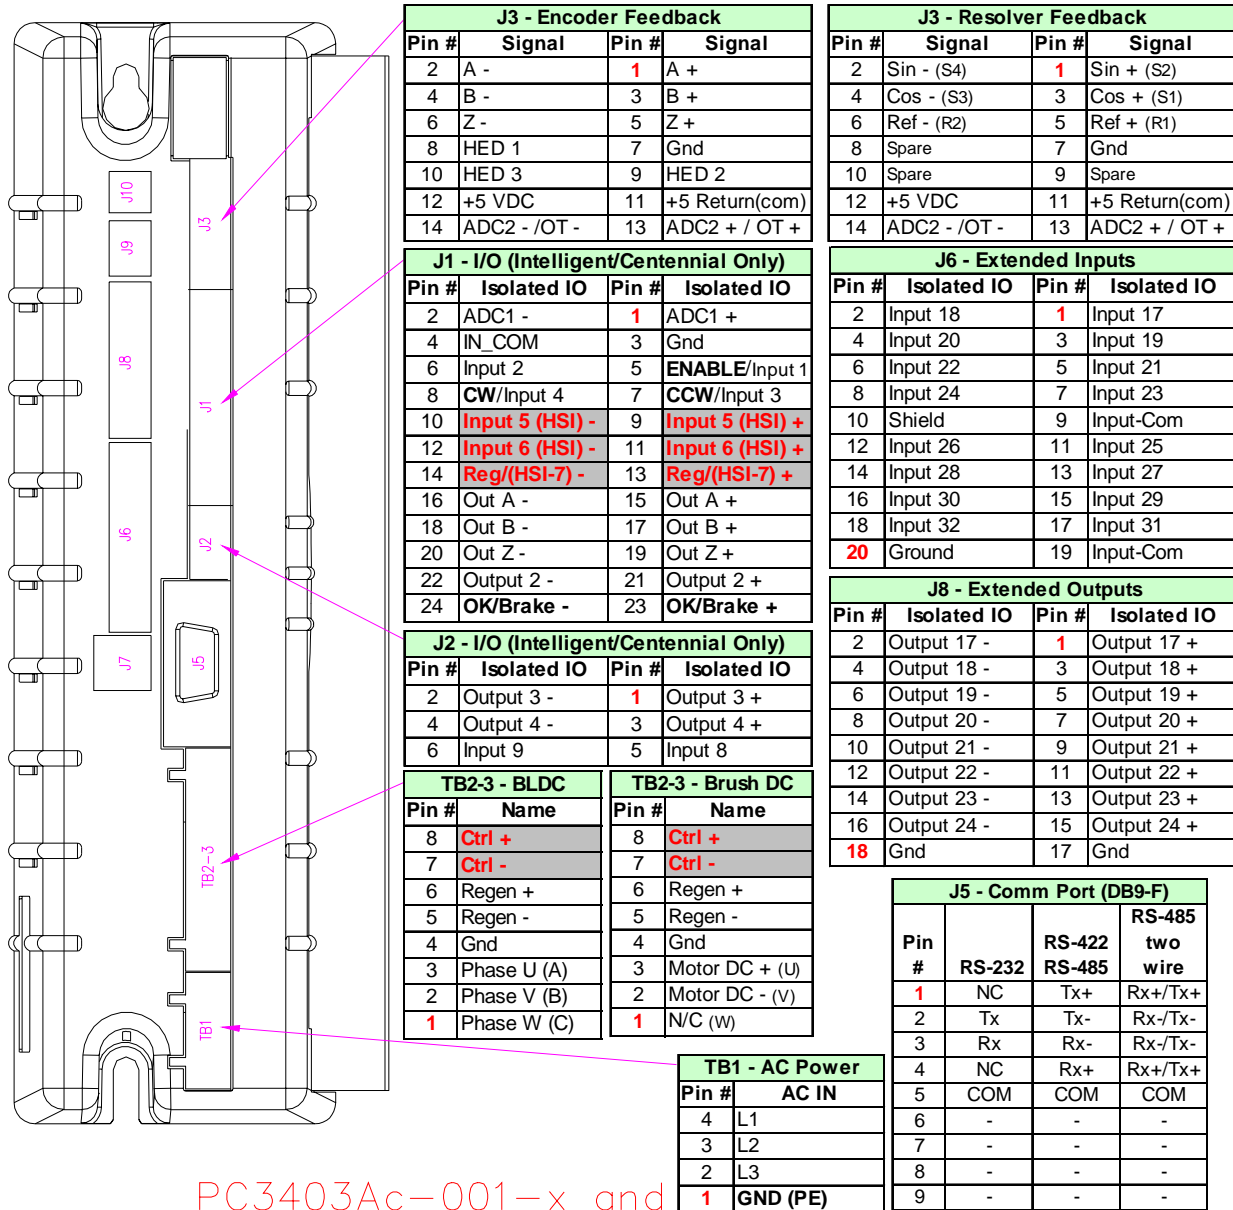 J3 - Encoder Feedback
Pin # Signal Pin # Signal
2 A - 1 A +
4 B - 3 B +
6 Z - 5 Z +
8 HED 1 7 Gnd
10 HED 3 9 HED 2
12 +5 VDC 11 +5 Return(com)
14 ADC2 - /OT - 13 ADC2 + / OT +
J3 - Resolver Feedback
Pin # Signal Pin # Signal
2 Sin - (S4) 1 Sin + (S2)
4 Cos - (S3) 3 Cos + (S1)
6 Ref - (R2) 5 Ref + (R1)
8 Spare 7 Gnd
10 Spare 9 Spare
12 +5 VDC 11 +5 Return(com)
14 ADC2 - /OT - 13 ADC2 + / OT +
J1 - I/O (Intelligent/Centennial Only)
Pin # Isolated IO Pin # Isolated IO
2 ADC1 - 1 ADC1 +
4 IN_COM 3 Gnd
6 Input 2 5 ENABLE/Input 1
8 CW/Input 4 7 CCW/Input 3
10 Input 5 (HSI) - 9 Input 5 (HSI) +
12 Input 6 (HSI) - 11 Input 6 (HSI) +
14 Reg/(HSI-7) - 13 Reg/(HSI-7) +
16 Out A - 15 Out A +
18 Out B - 17 Out B +
20 Out Z - 19 Out Z +
22 Output 2 - 21 Output 2 +
24 OK/Brake - 23 OK/Brake +
J6 - Extended Inputs
Pin # Isolated IO Pin # Isolated IO
2 Input 18 1 Input 17
4 Input 20 3 Input 19
6 Input 22 5 Input 21
8 Input 24 7 Input 23
10 Shield 9 Input-Com
12 Input 26 11 Input 25
14 Input 28 13 Input 27
16 Input 30 15 Input 29
18 Input 32 17 Input 31
20 Ground 19 Input-Com
J2 - I/O (Intelligent/Centennial Only)
Pin # Isolated IO Pin # Isolated IO
2 Output 3 - 1 Output 3 +
4 Output 4 - 3 Output 4 +
6 Input 9 5 Input 8
J8 - Extended Outputs
Pin # Isolated IO Pin # Isolated IO
2 Output 17 - 1 Output 17 +
4 Output 18 - 3 Output 18 +
6 Output 19 - 5 Output 19 +
8 Output 20 - 7 Output 20 +
10 Output 21 - 9 Output 21 +
12 Output 22 - 11 Output 22 +
14 Output 23 - 13 Output 23 +
16 Output 24 - 15 Output 24 +
18 Gnd 17 Gnd
TB2-3 - BLDC
Pin # Name
8 Ctrl +
7 Ctrl -
6 Regen +
5 Regen -
4 Gnd
3 Phase U (A)
2 Phase V (B)
1 Phase W (C)
TB2-3 - Brush DC
Pin # Name
8 Ctrl +
7 Ctrl -
6 Regen +
5 Regen -
4 Gnd
3 Motor DC + (U)
2 Motor DC - (V)
1 N/C (W)
J5 - Comm Port (DB9-F)
Pin # RS-232 RS-422 RS-485 RS-485 two wire
1 NC Tx+ Rx+/Tx+
2 Tx Tx- Rx-/Tx-
3 Rx Rx- Rx-/Tx-
4 NC Rx+ Rx+/Tx+
5 COM COM COM
6 - - -
7 - - -
8 - - -
9 - - -
TB1 - AC Power
Pin # AC IN
4 L1
3 L2
2 L3
1 GND (PE)
J10
J9
J3
J8
J1
J6
J2
J7
J5
TB2-3
TB1
PC3403Ac-001-x and